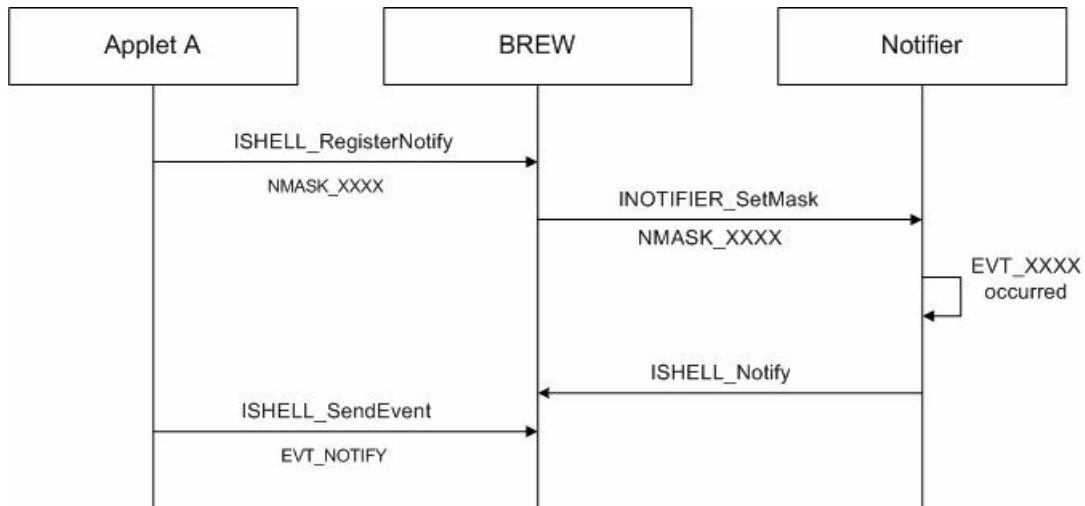 Applet A
BREW
Notifier
ISHELL_RegisterNotify
NMASK_XXXX
INOTIFIER_SetMask
NMASK_XXXX
EVT_XXXX
occurred
ISHELL_Notify
ISHELL_SendEvent
EVT_NOTIFY